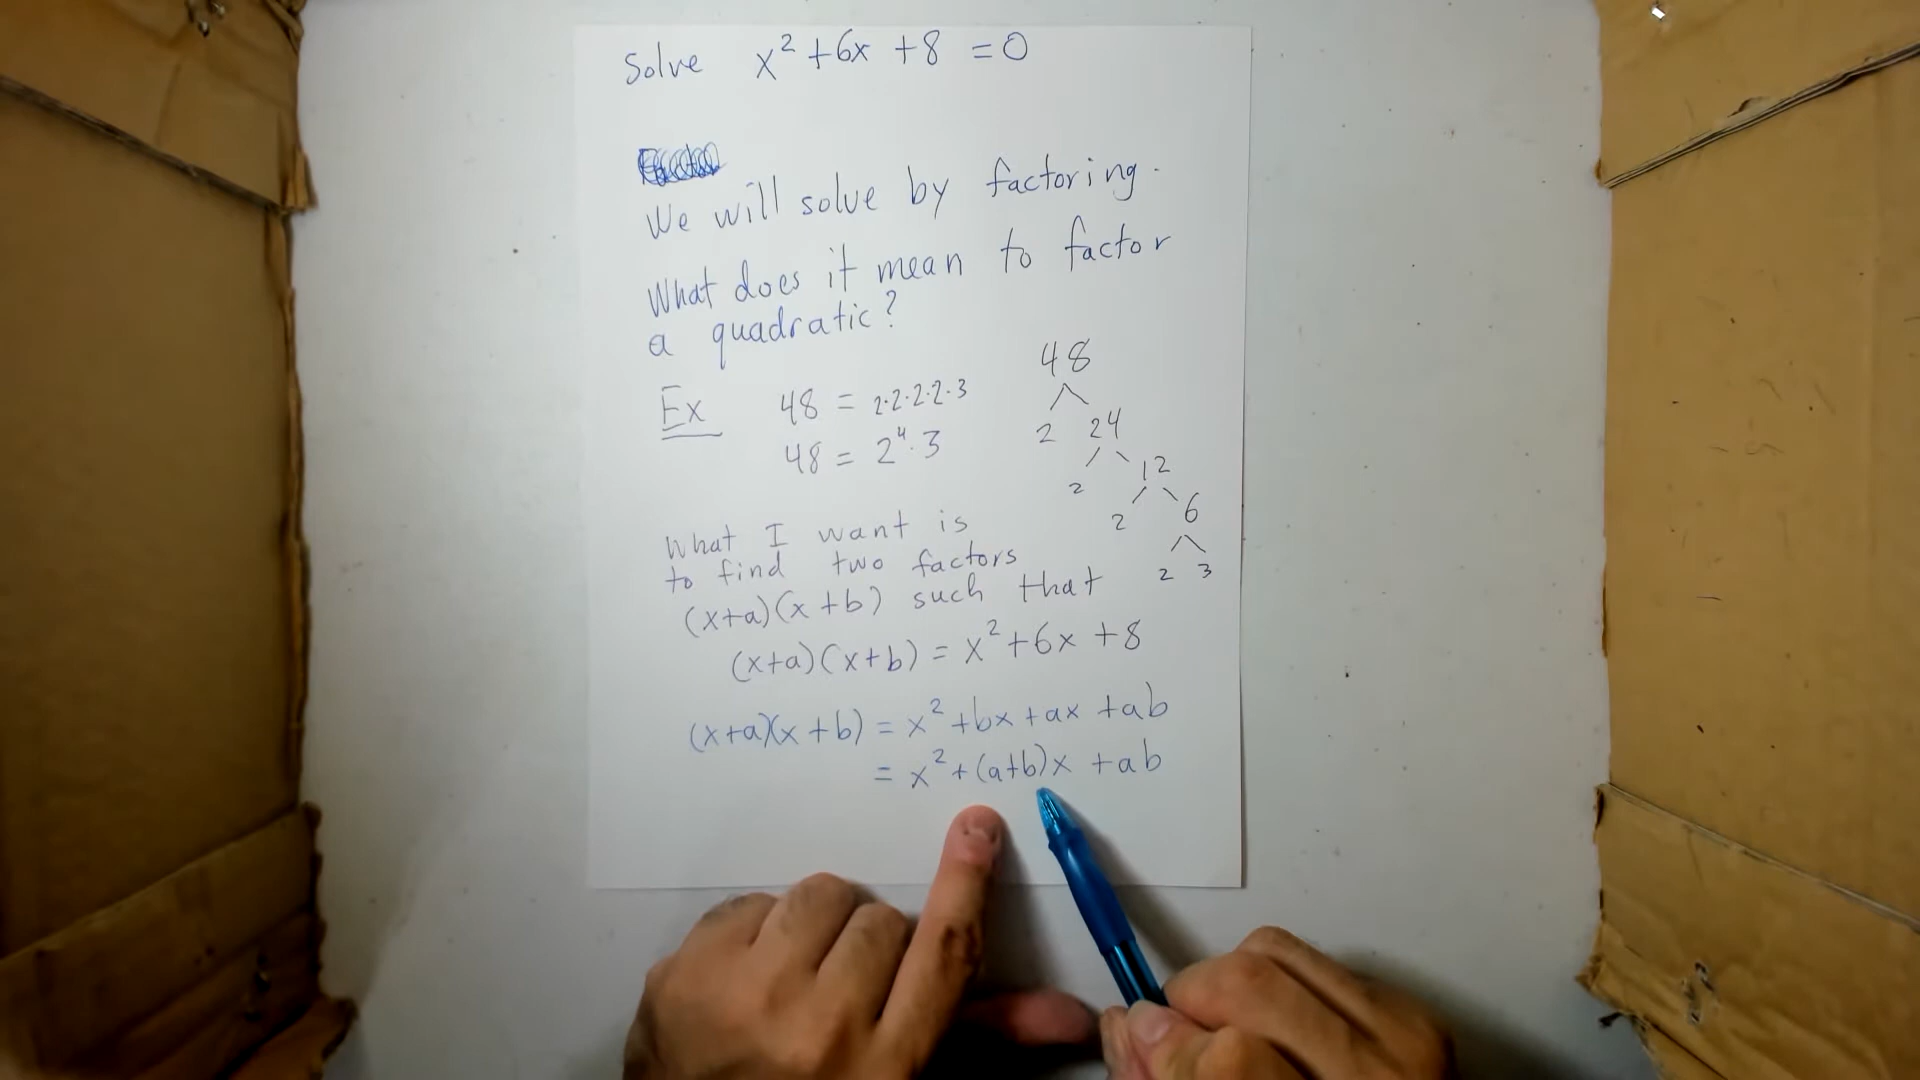 Solve x² + 6x + 8 = 0
We will solve by factoring.
What does it mean to factor
a quadratic?
Ex 48 = 2·2·2·2·3
48 = 2⁴·3
48
2 24
2 12
2 6
2 3
What I want is
to find two factors
(x+a)(x+b) such that
(x+a)(x+b) = x² + 6x + 8
(x+a)(x+b) = x² + bx + ax + ab
= x² + (a+b)x + ab